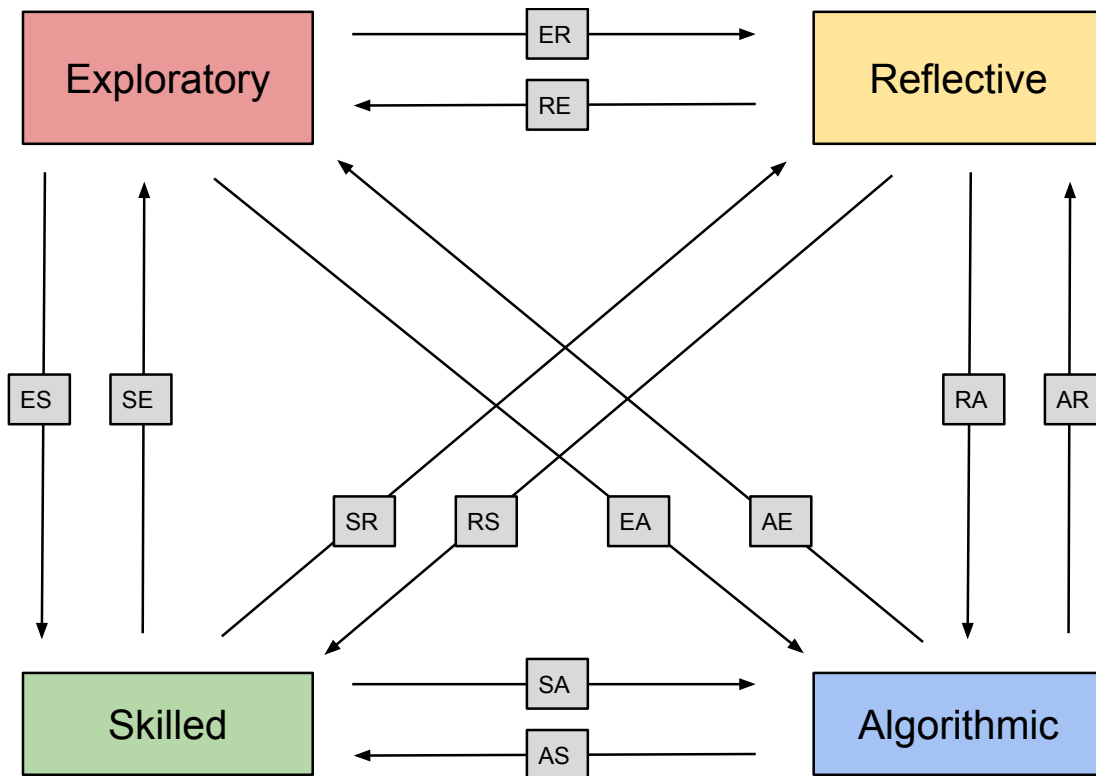 Exploratory
ER
Reflective
RE
ES
SE
RA
AR
SR
RS
EA
AE
Skilled
SA
Algorithmic
AS